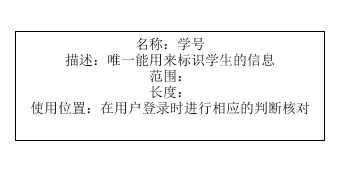 名称：学号
描述：唯一能用来标识学生的信息
范围：
长度：
使用位置：在用户登录时进行相应的判断核对